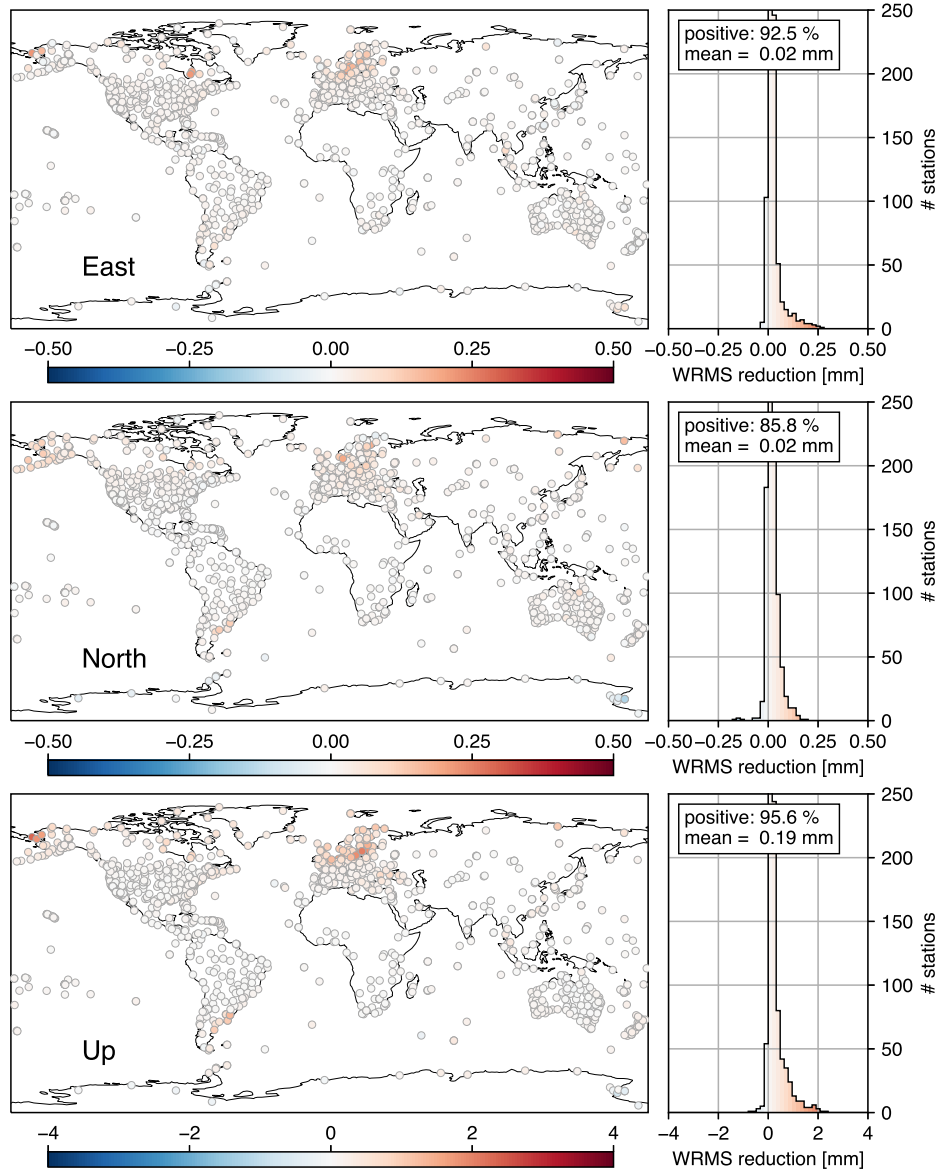 250
positive: 92.5 %
mean = 0.02 mm
200
150
100
50
0
# stations
East
−0.50 −0.25 0.00 0.25 0.50
−0.50 −0.25 0.00 0.25 0.50
WRMS reduction [mm]
250
positive: 85.8 %
mean = 0.02 mm
200
150
100
50
0
# stations
North
−0.50 −0.25 0.00 0.25 0.50
−0.50 −0.25 0.00 0.25 0.50
WRMS reduction [mm]
250
positive: 95.6 %
mean = 0.19 mm
200
150
100
50
0
# stations
Up
−4 −2 0 2 4
−4 −2 0 2 4
WRMS reduction [mm]